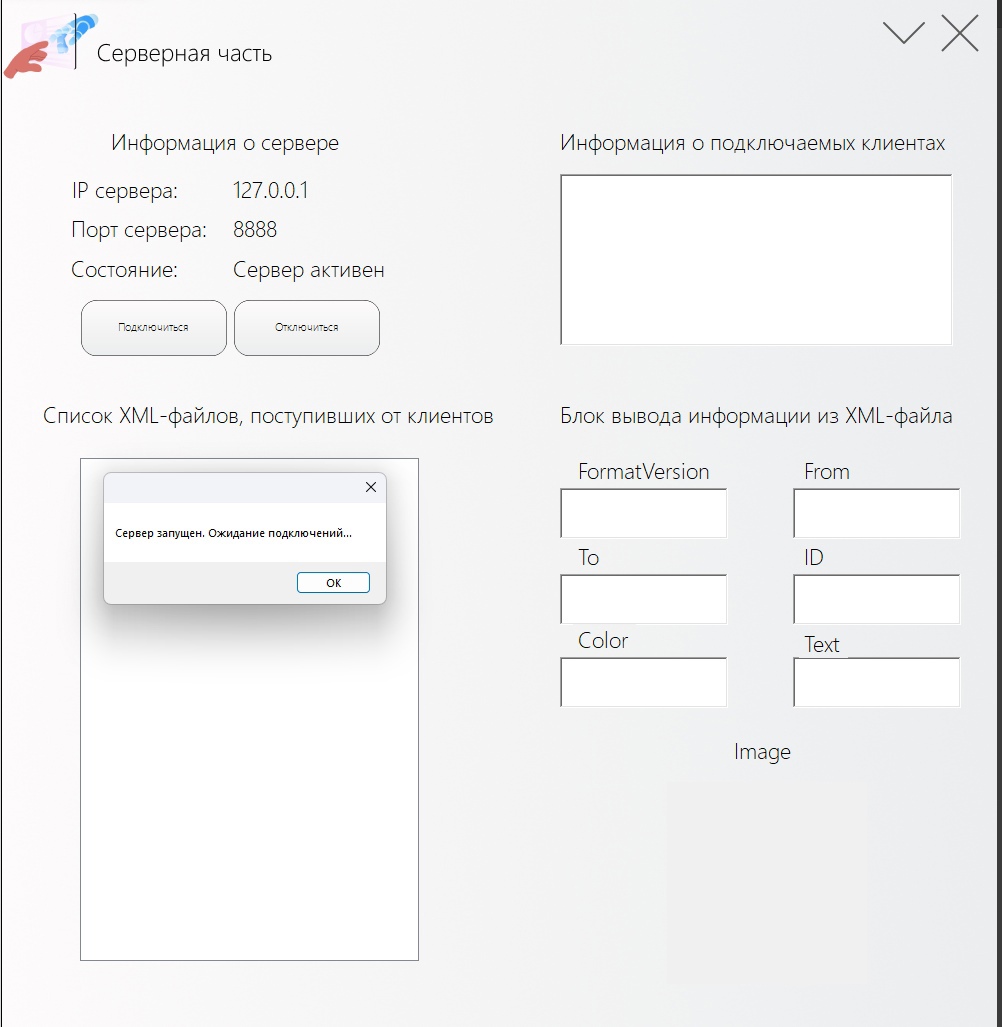 Серверная часть
Информация о сервере
IP сервера: 127.0.0.1
Порт сервера: 8888
Состояние: Сервер активен
Подключиться Отключиться
Информация о подключаемых клиентах
Список XML-файлов, поступивших от клиентов
Сервер запущен. Ожидание подключений...
ОК
Блок вывода информации из XML-файла
FormatVersion From
To ID
Color Text
Image